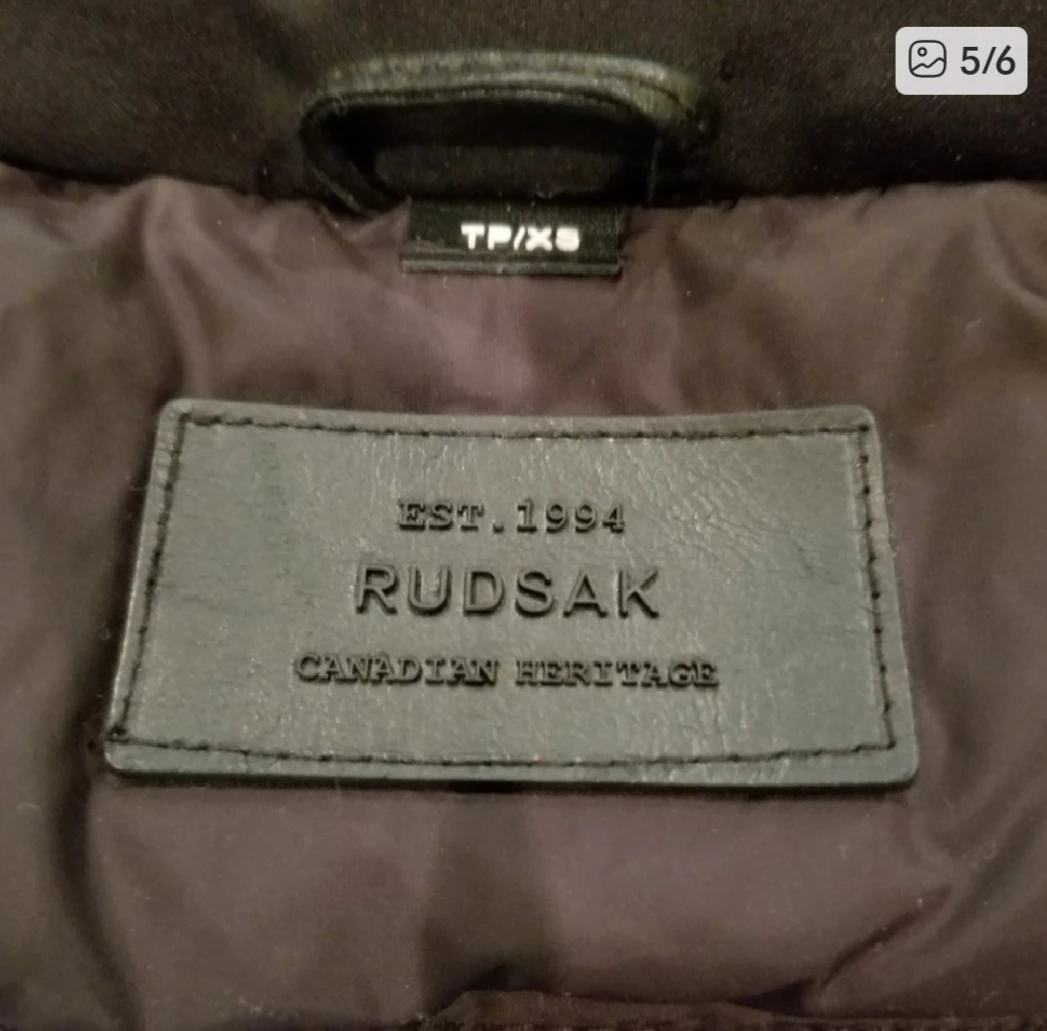 5/6
TP/XS
EST.1994
RUDSAK
CANADIAN HERITAGE